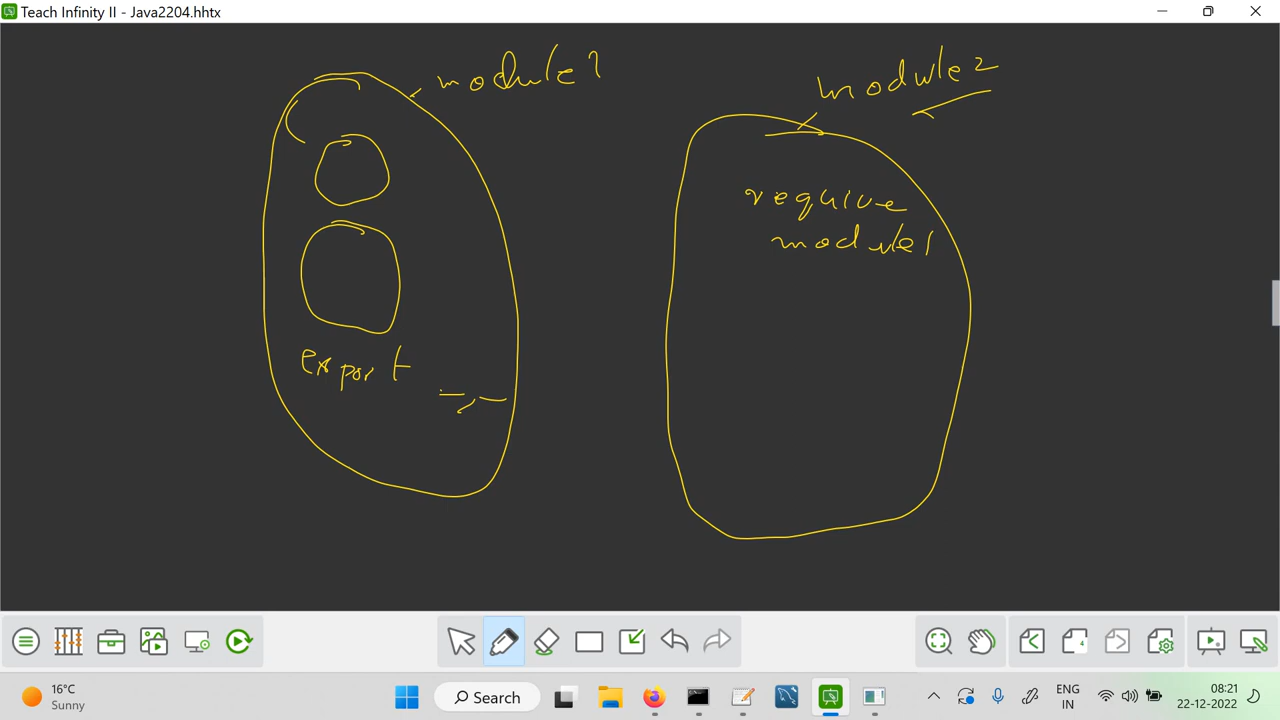 Teach Infinity II - Java2204.hhtx
module1
module2
require
module1
export
4
16°C
Sunny
Search
ENG
IN
08:21
22-12-2022